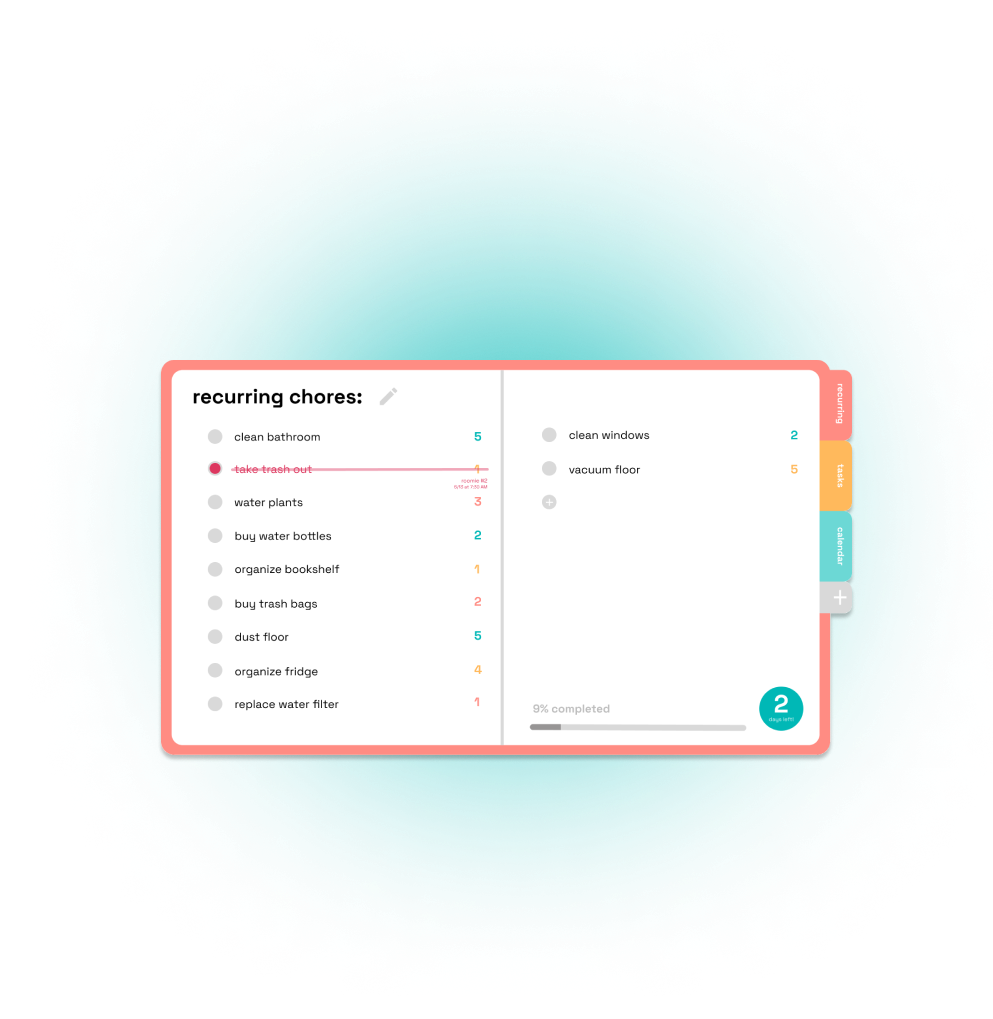 recurring chores:
clean bathroom 5
take trash out 1
roomie #2
5/10 at 7:30 AM
water plants 3
buy water bottles 2
organize bookshelf 1
buy trash bags 2
dust floor 5
organize fridge 4
replace water filter 1
clean windows 2
vacuum floor 5
9% completed
2
days left!
recurring
tasks
calendar